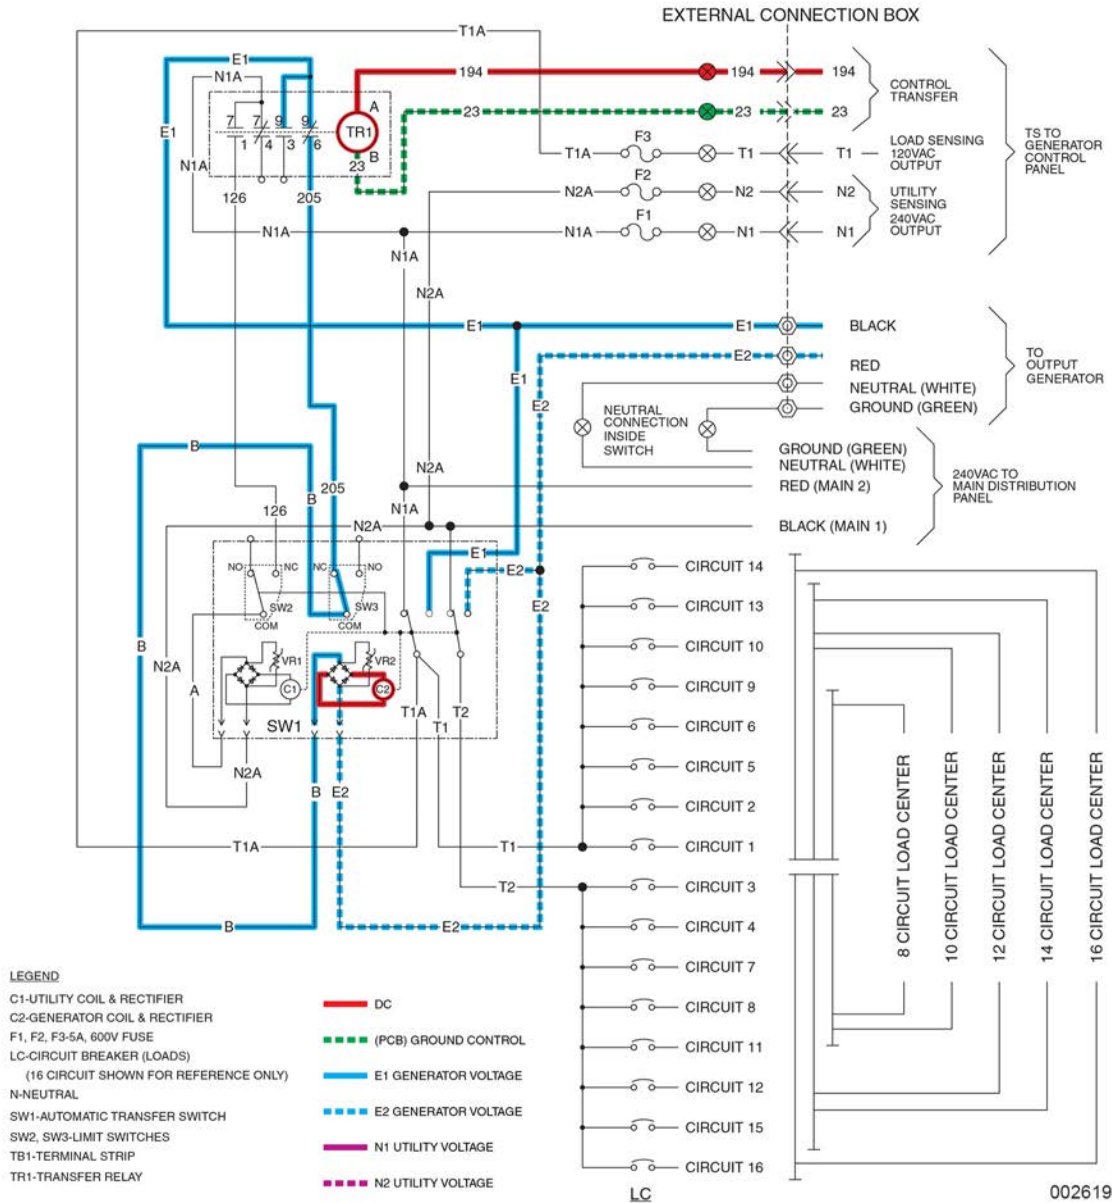 EXTERNAL CONNECTION BOX
T1A
E1
N1A
194
194
194
CONTROL
TRANSFER
A
7
7
9
9
TR1
1
4
3
6
B
23
23
23
23
E1
N1A
F3
T1A
T1
T1
LOAD SENSING
120VAC
OUTPUT
TS TO
GENERATOR
CONTROL
PANEL
126
205
F2
N2A
N2
N2
UTILITY
SENSING
240VAC
OUTPUT
F1
N1A
N1A
N1
N1
N1A
N2A
E1
E1
BLACK
E2
RED
TO
OUTPUT
GENERATOR
E1
NEUTRAL (WHITE)
E2
GROUND (GREEN)
NEUTRAL
CONNECTION
INSIDE
SWITCH
B
GROUND (GREEN)
NEUTRAL (WHITE)
N2A
RED (MAIN 2)
240VAC TO
MAIN DISTRIBUTION
PANEL
B
205
126
N1A
N2A
BLACK (MAIN 1)
E1
E2
NO
NC
NC
NO
SW2
SW3
COM
COM
E2
B
N2A
A
VR1
VR2
C1
C2
T1A
T1
T2
SW1
N2A
B
E2
T1A
T1
T2
B
E2
CIRCUIT 14
CIRCUIT 13
CIRCUIT 10
CIRCUIT 9
CIRCUIT 6
CIRCUIT 5
CIRCUIT 2
CIRCUIT 1
CIRCUIT 3
CIRCUIT 4
CIRCUIT 7
CIRCUIT 8
CIRCUIT 11
CIRCUIT 12
CIRCUIT 15
CIRCUIT 16
LC
8 CIRCUIT LOAD CENTER
10 CIRCUIT LOAD CENTER
12 CIRCUIT LOAD CENTER
14 CIRCUIT LOAD CENTER
16 CIRCUIT LOAD CENTER
LEGEND
C1-UTILITY COIL & RECTIFIER
C2-GENERATOR COIL & RECTIFIER
F1, F2, F3-5A, 600V FUSE
LC-CIRCUIT BREAKER (LOADS)
(16 CIRCUIT SHOWN FOR REFERENCE ONLY)
N-NEUTRAL
SW1-AUTOMATIC TRANSFER SWITCH
SW2, SW3-LIMIT SWITCHES
TB1-TERMINAL STRIP
TR1-TRANSFER RELAY
DC
(PCB) GROUND CONTROL
E1 GENERATOR VOLTAGE
E2 GENERATOR VOLTAGE
N1 UTILITY VOLTAGE
N2 UTILITY VOLTAGE
002619